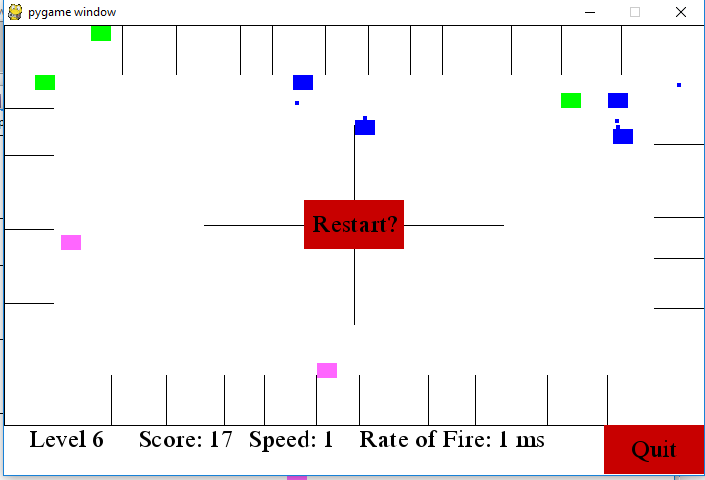 pygame window
Restart?
Level 6 Score: 17 Speed: 1 Rate of Fire: 1 ms
Quit